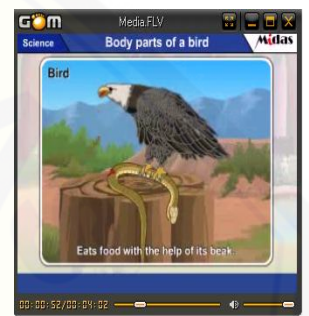 GOM Media.FLV
Science Body parts of a bird Midas
Bird
Eats food with the help of its beak
00:00:52/00:04:02